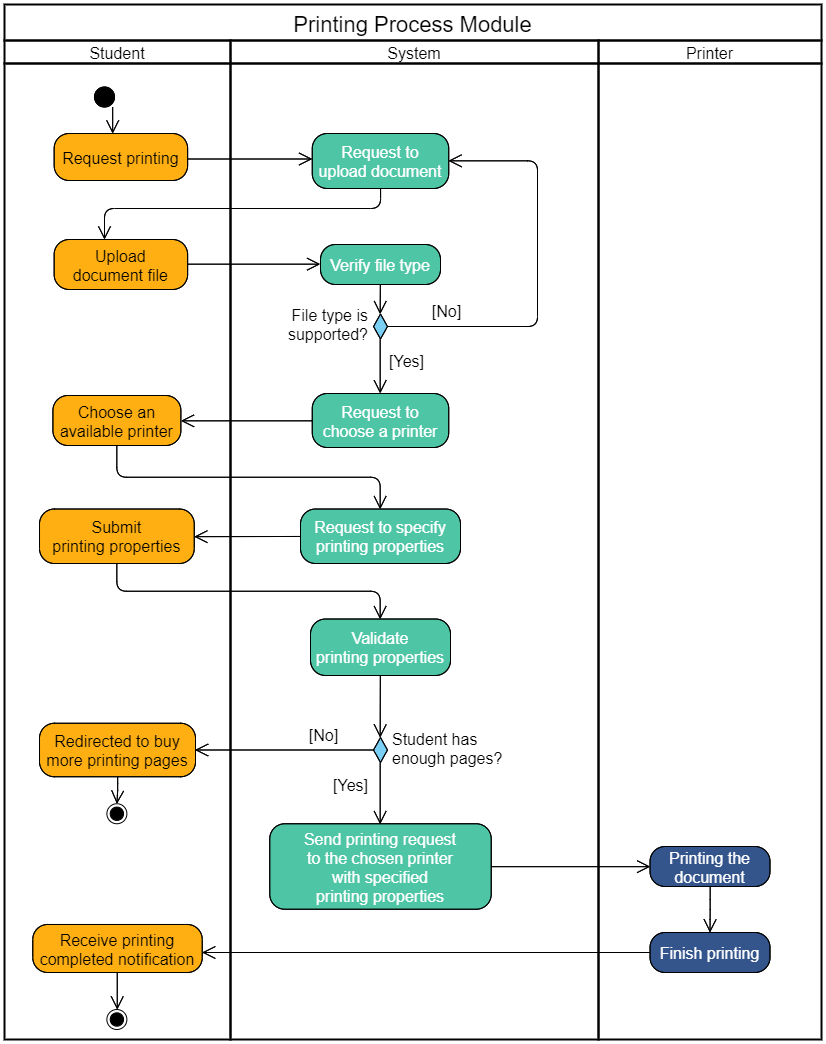 Printing Process Module
Student
System
Printer
Request printing
Request to
upload document
Upload
document file
Verify file type
File type is
supported?
[No]
[Yes]
Choose an
available printer
Request to
choose a printer
Submit
printing properties
Request to specify
printing properties
Validate
printing properties
Redirected to buy
more printing pages
[No]
Student has
enough pages?
[Yes]
Send printing request
to the chosen printer
with specified
printing properties
Printing the
document
Receive printing
completed notification
Finish printing